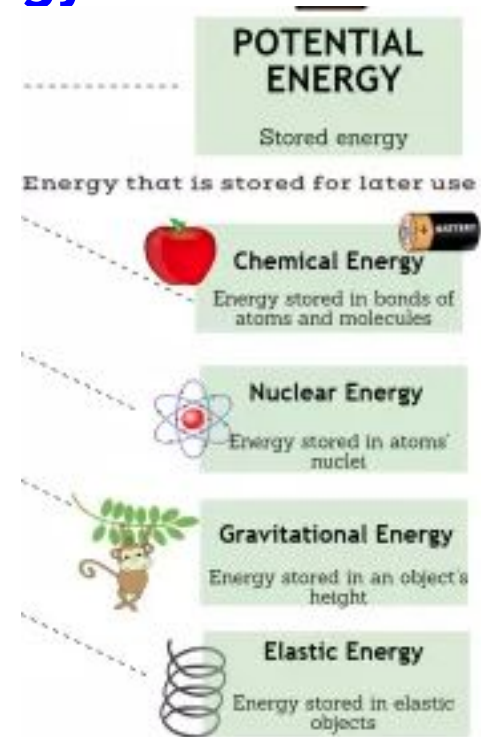 gy
POTENTIAL
ENERGY
Stored energy
Energy that is stored for later use
BATTERY
Chemical Energy
Energy stored in bonds of
atoms and molecules
Nuclear Energy
Energy stored in atoms'
nuclei
Gravitational Energy
Energy stored in an object's
height
Elastic Energy
Energy stored in elastic
objects